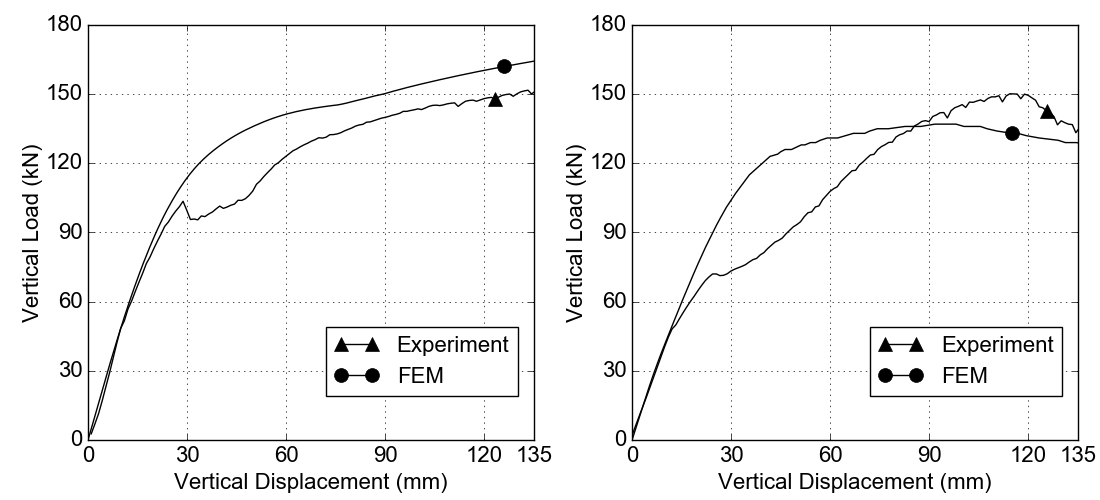 180
150
120
90
60
30
0
Vertical Load (kN)
0 30 60 90 120 135
Vertical Displacement (mm)
Experiment
FEM
180
150
120
90
60
30
0
Vertical Load (kN)
0 30 60 90 120 135
Vertical Displacement (mm)
Experiment
FEM